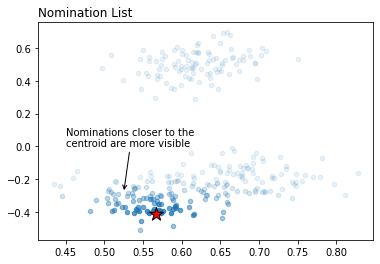 Nomination List
0.6
0.4
0.2
0.0
−0.2
−0.4
Nominations closer to the
centroid are more visible
0.45 0.50 0.55 0.60 0.65 0.70 0.75 0.80